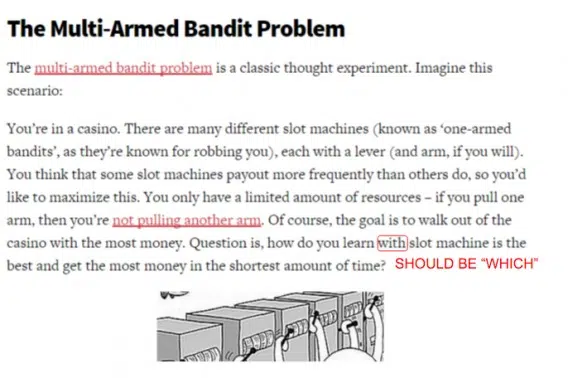 The Multi-Armed Bandit Problem
The multi-armed bandit problem is a classic thought experiment. Imagine this
scenario:
You're in a casino. There are many different slot machines (known as 'one-armed
bandits', as they're known for robbing you), each with a lever (and arm, if you will).
You think that some slot machines payout more frequently than others do, so you'd
like to maximize this. You only have a limited amount of resources – if you pull one
arm, then you're not pulling another arm. Of course, the goal is to walk out of the
casino with the most money. Question is, how do you learn with slot machine is the
best and get the most money in the shortest amount of time? SHOULD BE "WHICH"